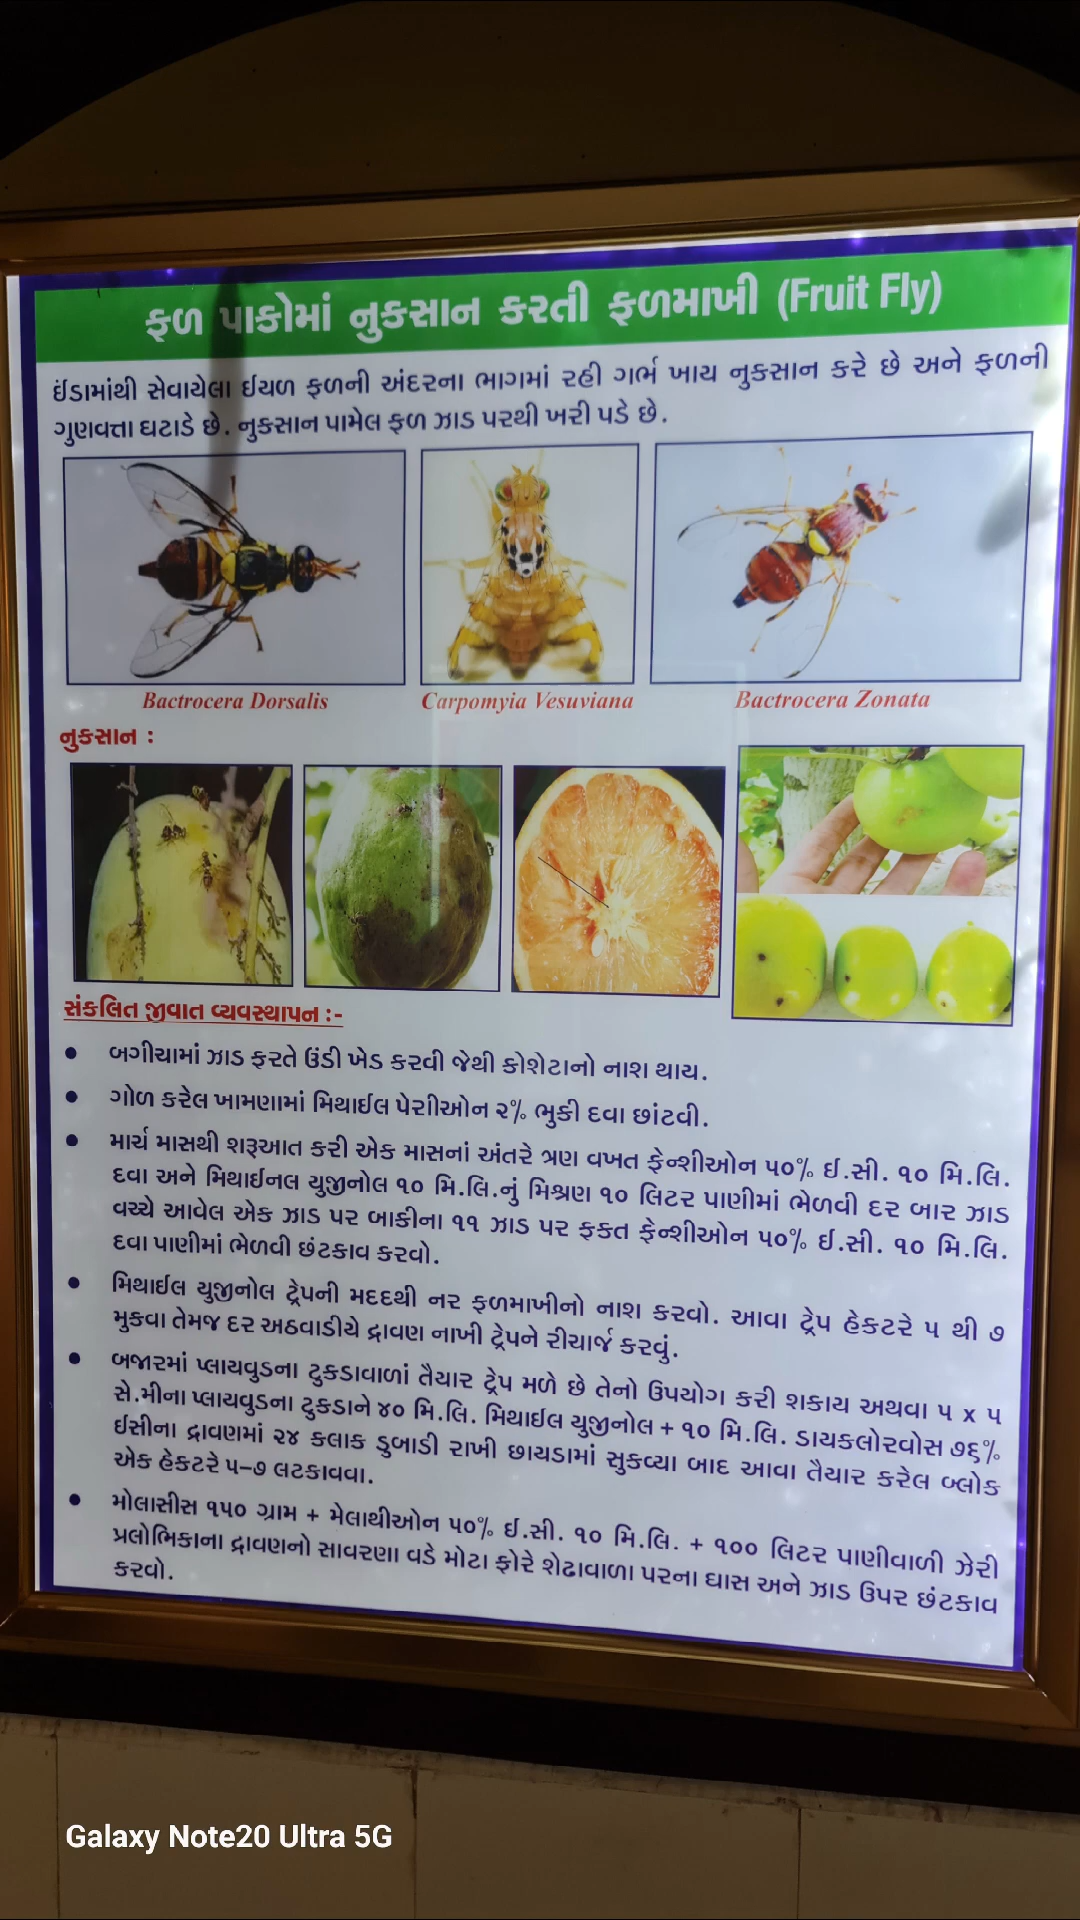 ફળ પાકોમાં નુકસાન કરતી ફળમાખી (Fruit Fly)
ઈંડામાંથી સેવાયેલા ઈયળ ફળની અંદરના ભાગમાં રહી ગર્ભ ખાય નુકસાન કરે છે અને ફળની
ગુણવત્તા ઘટાડે છે. નુકસાન પામેલ ફળ ઝાડ પરથી ખરી પડે છે.
Bactrocera Dorsalis
Carpomyia Vesuviana
Bactrocera Zonata
નુકસાન :
સંકલિત જીવાત વ્યવસ્થાપન :-
• બગીચામાં ઝાડ ફરતે ઉંડી ખેડ કરવી જેથી કોશેટાનો નાશ થાય.
• ગોળ કરેલ ખામણામાં મિથાઈલ પેરાીઓન ૨% ભુકી દવા છાંટવી.
• માર્ચ માસથી શરૂઆત કરી એક માસનાં અંતરે ત્રણ વખત ફેન્શીઓન ૫૦% ઈ.સી. ૧૦ મિ.લિ.
દવા અને મિથાઈનલ યુજીનોલ ૧૦ મિ.લિ.નું મિશ્રણ ૧૦ લિટર પાણીમાં ભેળવી દર બાર ઝાડ
વચ્ચે આવેલ એક ઝાડ પર બાકીના ૧૧ ઝાડ પર ફકત ફેન્શીઓન ૫૦% ઈ.સી. ૧૦ મિ.લિ.
દવા પાણીમાં ભેળવી છંટકાવ કરવો.
• મિથાઈલ યુજીનોલ ટ્રેપની મદદથી નર ફળમાખીનો નાશ કરવો. આવા ટ્રેપ હેકટરે ૫ થી ૭
મુકવા તેમજ દર અઠવાડીયે દ્રાવણ નાખી ટ્રેપને રીચાર્જ કરવું.
• બજારમાં પ્લાયવુડના ટુકડાવાળાં તૈયાર ટ્રેપ મળે છે તેનો ઉપયોગ કરી શકાય અથવા ૫ x ૫
સે.મીના પ્લાયવુડના ટુકડાને ૪૦ મિ.લિ. મિથાઈલ યુજીનોલ + ૧૦ મિ.લિ. ડાયકલોરવોસ ૭૬%
ઈસીના દ્રાવણમાં ૨૪ કલાક ડુબાડી રાખી છાયડામાં સુકવ્યા બાદ આવા તૈયાર કરેલ બ્લોક
એક હેકટરે ૫-૭ લટકાવવા.
• મોલાસીસ ૧૫૦ ગ્રામ + મેલાથીઓન ૫૦% ઈ.સી. ૧૦ મિ.લિ. + ૧૦૦ લિટર પાણીવાળી ઝેરી
પ્રલોભિકાના દ્રાવણનો સાવરણા વડે મોટા ફોરે શેઢાવાળા પરના ઘાસ અને ઝાડ ઉપર છંટકાવ
કરવો.
Galaxy Note20 Ultra 5G